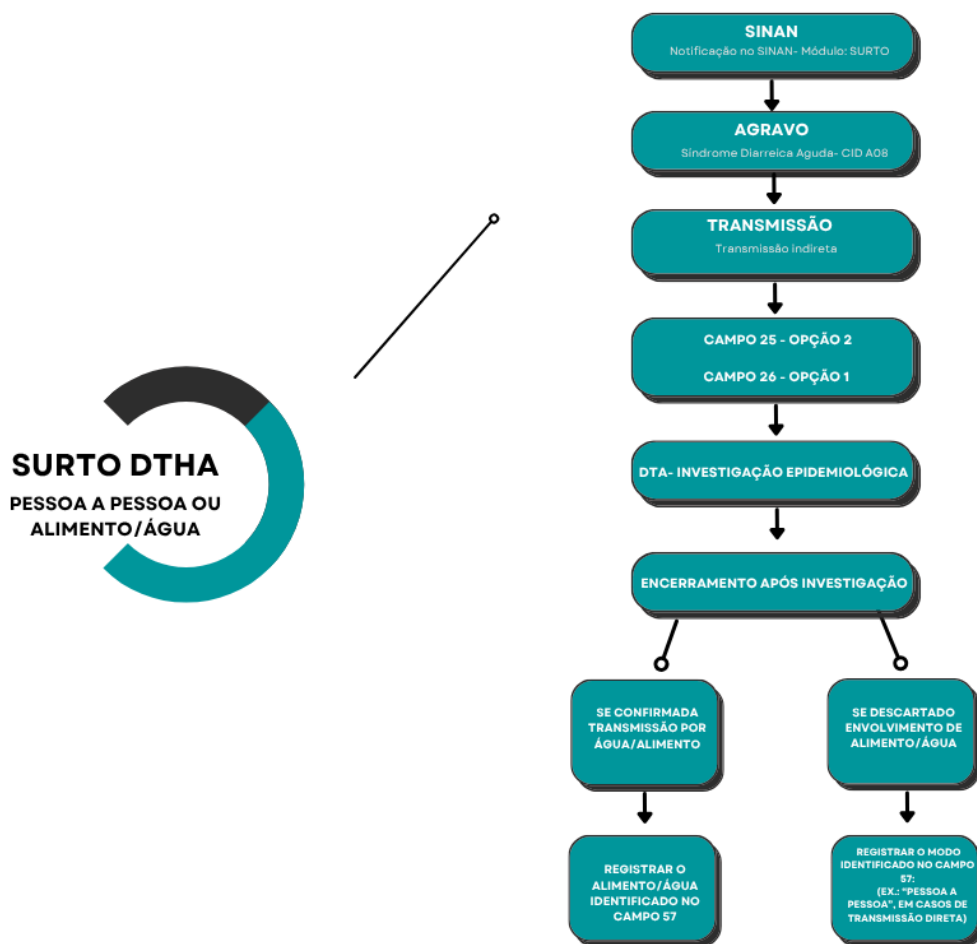 SINAN
Notificação no SINAN- Módulo: SURTO
AGRAVO
Síndrome Diarreica Aguda- CID A08
TRANSMISSÃO
Transmissão indireta
CAMPO 25 - OPÇÃO 2
CAMPO 26 - OPÇÃO 1
SURTO DTHA
PESSOA A PESSOA OU
ALIMENTO/ÁGUA
DTA- INVESTIGAÇÃO EPIDEMIOLÓGICA
ENCERRAMENTO APÓS INVESTIGAÇÃO
SE CONFIRMADA
TRANSMISSÃO POR
ÁGUA/ALIMENTO
SE DESCARTADO
ENVOLVIMENTO DE
ALIMENTO/ÁGUA
REGISTRAR O
ALIMENTO/ÁGUA
IDENTIFICADO NO
CAMPO 57
REGISTRAR O MODO
IDENTIFICADO NO CAMPO
57:
(EX.: "PESSOA A
PESSOA", EM CASOS DE
TRANSMISSÃO DIRETA)